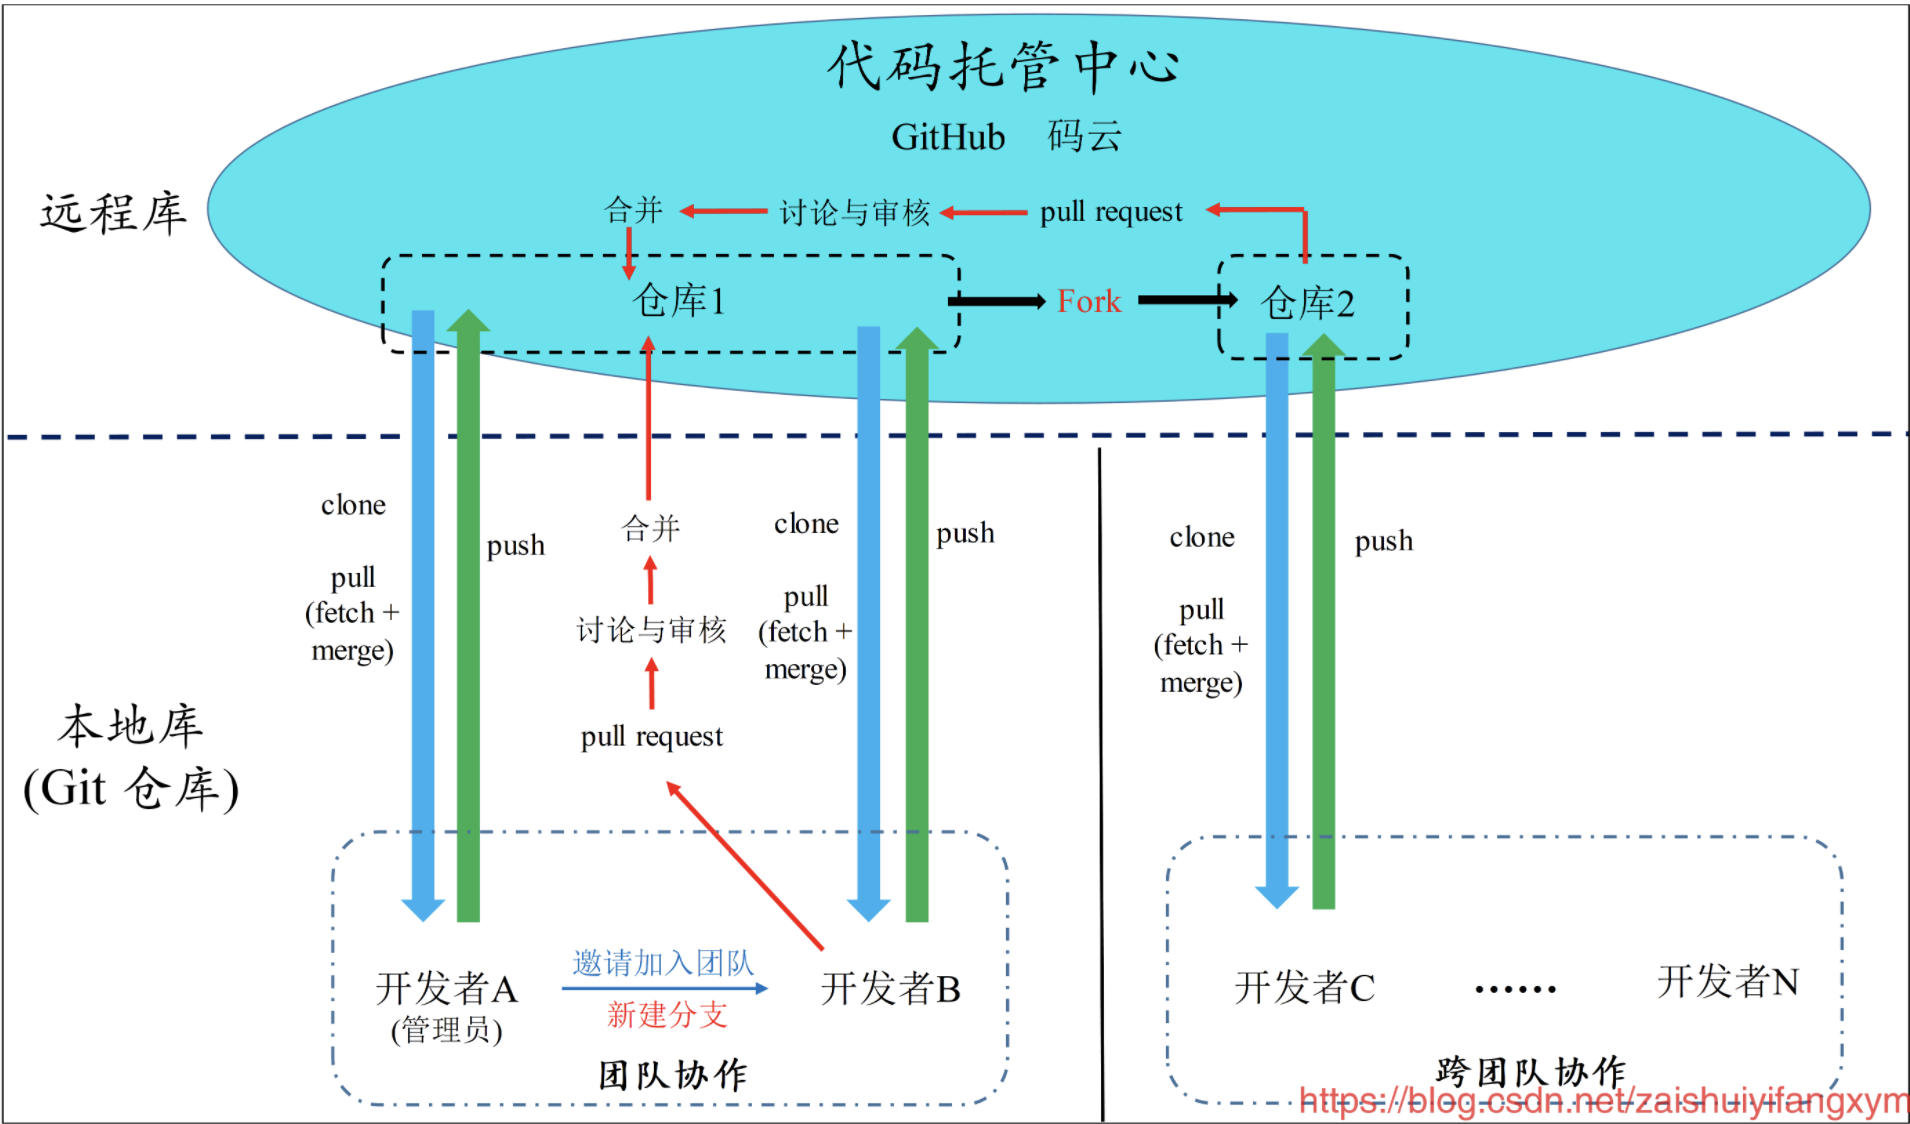 代码托管中心
GitHub 码云
远程库
合并
讨论与审核
pull request
仓库1
Fork
仓库2
clone
pull
(fetch +
merge)
push
合并
讨论与审核
pull request
clone
pull
(fetch +
merge)
push
clone
pull
(fetch +
merge)
push
本地库
(Git 仓库)
开发者A
(管理员)
邀请加入团队
新建分支
开发者B
团队协作
开发者C
……
开发者N
跨团队协作
https://blog.csdn.net/zaishuiyifangxym